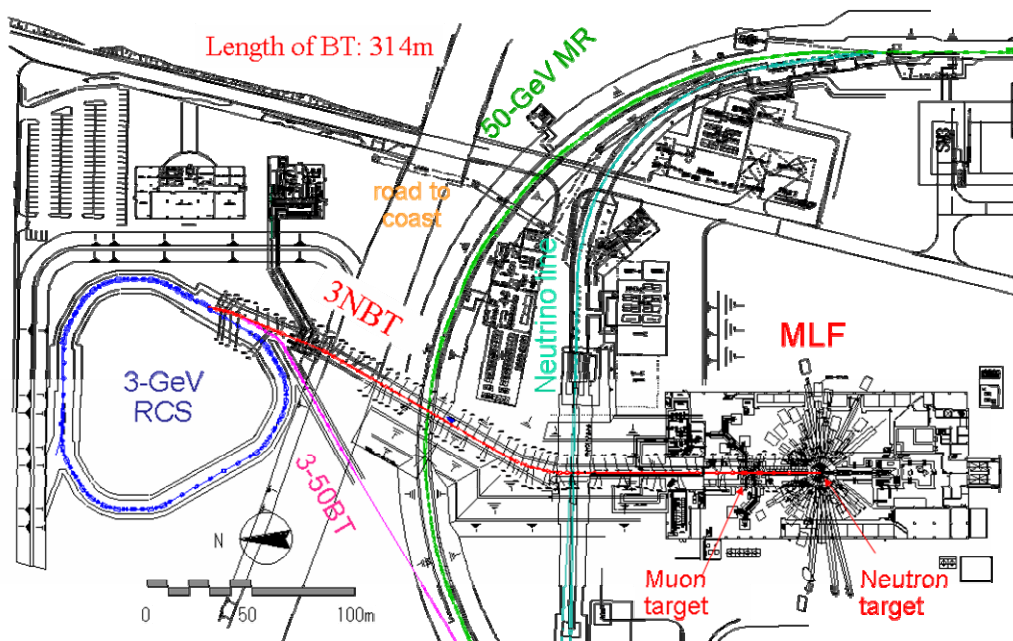 Length of BT: 314m
50-GeV MR
SKS
road to
coast
Neutrino line
3NBT
MLF
3-GeV
RCS
3-50BT
N
Muon
target
Neutron
target
0 50 100m